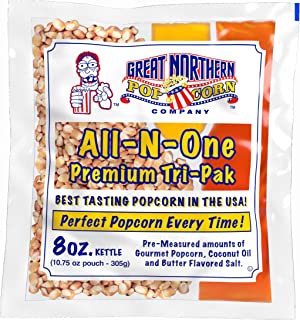 GREAT NORTHERN
POPCORN
COMPANY
All-N-One
Premium Tri-Pak
BEST TASTING POPCORN IN THE U.S.A!
Perfect Popcorn Every Time!
8oz. KETTLE
(10.75 oz pouch - 305g)
Pre-Measured amounts of
Gourmet Popcorn, Coconut Oil
and Butter Flavored Salt.